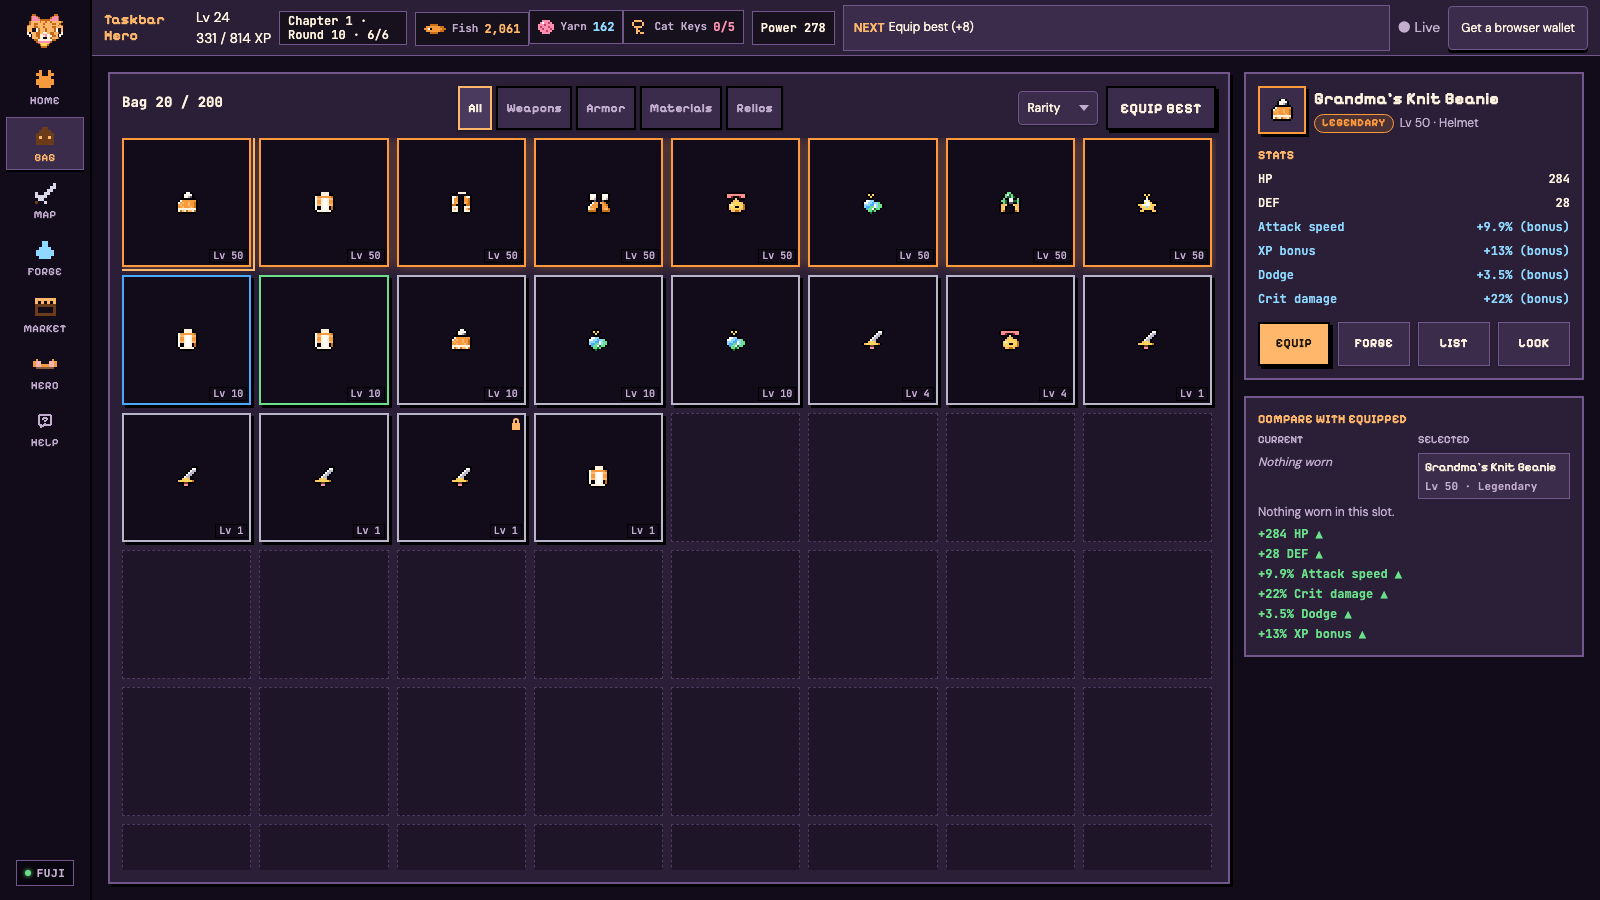 Taskbar Hero
Lv 24
331 / 814 XP
Chapter 1 ·
Round 10 · 6/6
Fish 2,061
Yarn 162
Cat Keys 0/5
Power 278
NEXT Equip best (+8)
Live
Get a browser wallet
HOME
BAG
MAP
FORGE
MARKET
HERO
HELP
FUJI
Bag 20 / 200
All
Weapons
Armor
Materials
Relics
Rarity
EQUIP BEST
Lv 50
Lv 50
Lv 50
Lv 50
Lv 50
Lv 50
Lv 50
Lv 50
Lv 10
Lv 10
Lv 10
Lv 10
Lv 10
Lv 4
Lv 4
Lv 1
Lv 1
Lv 1
Lv 1
Lv 1
Grandma's Knit Beanie
LEGENDARY Lv 50 · Helmet
STATS
HP 284
DEF 28
Attack speed +9.9% (bonus)
XP bonus +13% (bonus)
Dodge +3.5% (bonus)
Crit damage +22% (bonus)
EQUIP
FORGE
LIST
LOOK
COMPARE WITH EQUIPPED
CURRENT
Nothing worn
SELECTED
Grandma's Knit Beanie
Lv 50 · Legendary
Nothing worn in this slot.
+284 HP ▲
+28 DEF ▲
+9.9% Attack speed ▲
+22% Crit damage ▲
+3.5% Dodge ▲
+13% XP bonus ▲